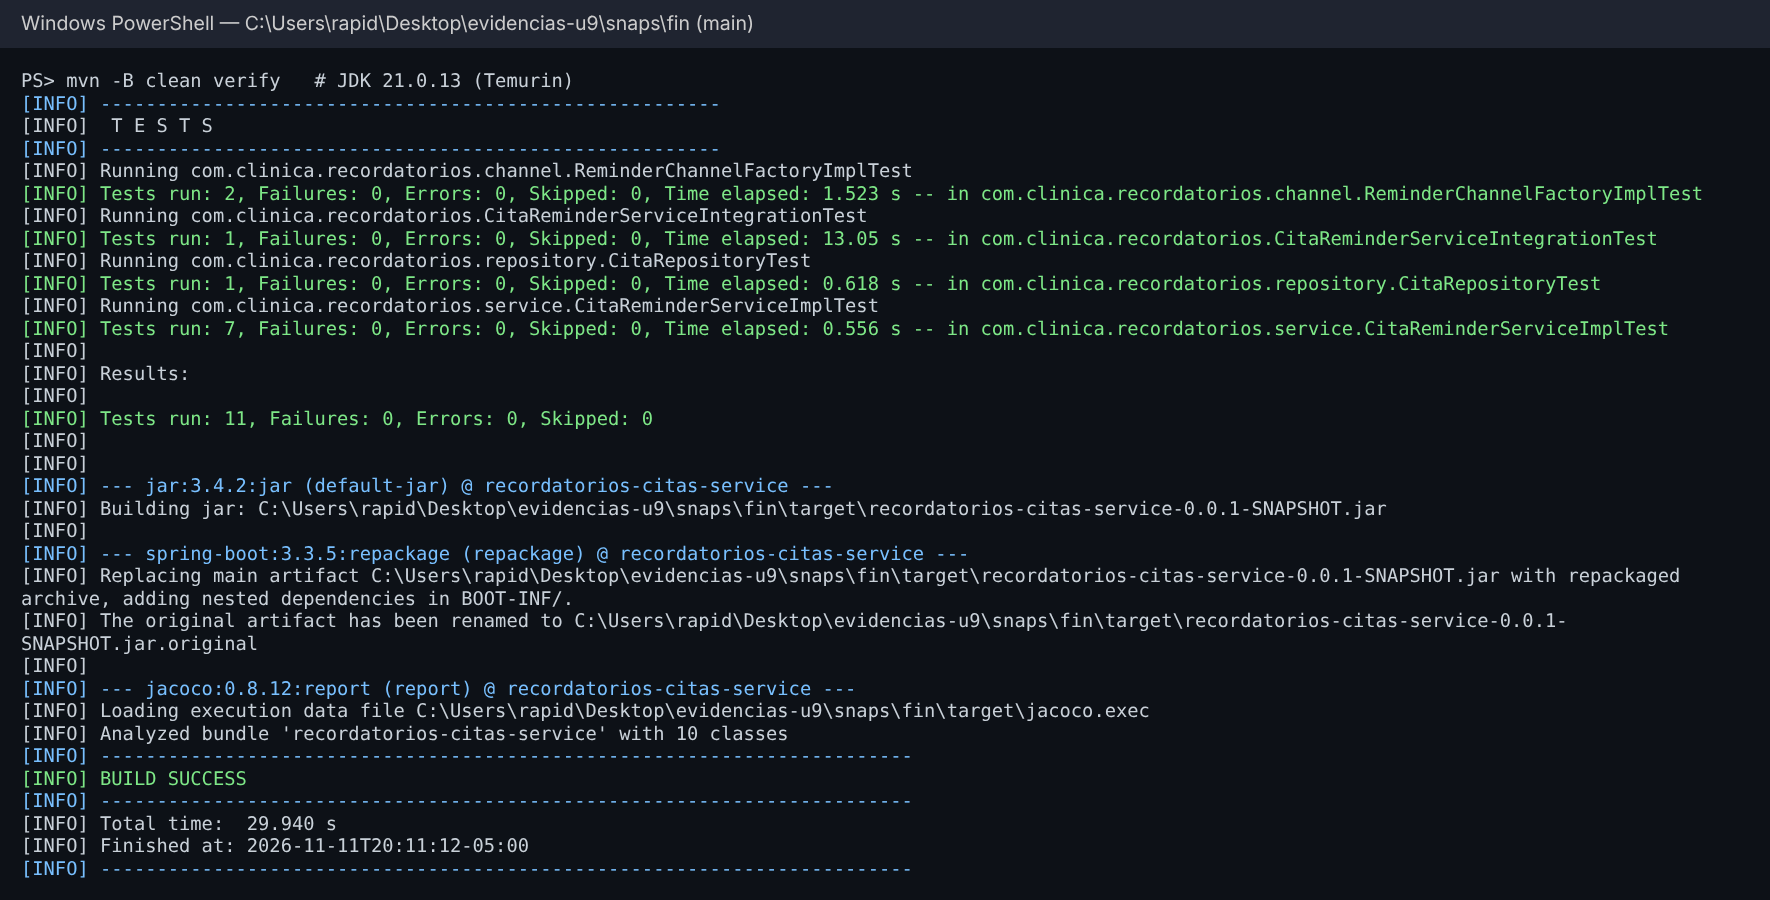 Windows PowerShell — C:\Users\rapid\Desktop\evidencias-u9\snaps\fin (main)
PS> mvn -B clean verify   # JDK 21.0.13 (Temurin)
[INFO] -------------------------------------------------------
[INFO]  T E S T S
[INFO] -------------------------------------------------------
[INFO] Running com.clinica.recordatorios.channel.ReminderChannelFactoryImplTest
[INFO] Tests run: 2, Failures: 0, Errors: 0, Skipped: 0, Time elapsed: 1.523 s -- in com.clinica.recordatorios.channel.ReminderChannelFactoryImplTest
[INFO] Running com.clinica.recordatorios.CitaReminderServiceIntegrationTest
[INFO] Tests run: 1, Failures: 0, Errors: 0, Skipped: 0, Time elapsed: 13.05 s -- in com.clinica.recordatorios.CitaReminderServiceIntegrationTest
[INFO] Running com.clinica.recordatorios.repository.CitaRepositoryTest
[INFO] Tests run: 1, Failures: 0, Errors: 0, Skipped: 0, Time elapsed: 0.618 s -- in com.clinica.recordatorios.repository.CitaRepositoryTest
[INFO] Running com.clinica.recordatorios.service.CitaReminderServiceImplTest
[INFO] Tests run: 7, Failures: 0, Errors: 0, Skipped: 0, Time elapsed: 0.556 s -- in com.clinica.recordatorios.service.CitaReminderServiceImplTest
[INFO]
[INFO] Results:
[INFO]
[INFO] Tests run: 11, Failures: 0, Errors: 0, Skipped: 0
[INFO]
[INFO]
[INFO] --- jar:3.4.2:jar (default-jar) @ recordatorios-citas-service ---
[INFO] Building jar: C:\Users\rapid\Desktop\evidencias-u9\snaps\fin\target\recordatorios-citas-service-0.0.1-SNAPSHOT.jar
[INFO]
[INFO] --- spring-boot:3.3.5:repackage (repackage) @ recordatorios-citas-service ---
[INFO] Replacing main artifact C:\Users\rapid\Desktop\evidencias-u9\snaps\fin\target\recordatorios-citas-service-0.0.1-SNAPSHOT.jar with repackaged
archive, adding nested dependencies in BOOT-INF/.
[INFO] The original artifact has been renamed to C:\Users\rapid\Desktop\evidencias-u9\snaps\fin\target\recordatorios-citas-service-0.0.1-
SNAPSHOT.jar.original
[INFO]
[INFO] --- jacoco:0.8.12:report (report) @ recordatorios-citas-service ---
[INFO] Loading execution data file C:\Users\rapid\Desktop\evidencias-u9\snaps\fin\target\jacoco.exec
[INFO] Analyzed bundle 'recordatorios-citas-service' with 10 classes
[INFO] ------------------------------------------------------------------------
[INFO] BUILD SUCCESS
[INFO] ------------------------------------------------------------------------
[INFO] Total time:  29.940 s
[INFO] Finished at: 2026-11-11T20:11:12-05:00
[INFO] ------------------------------------------------------------------------